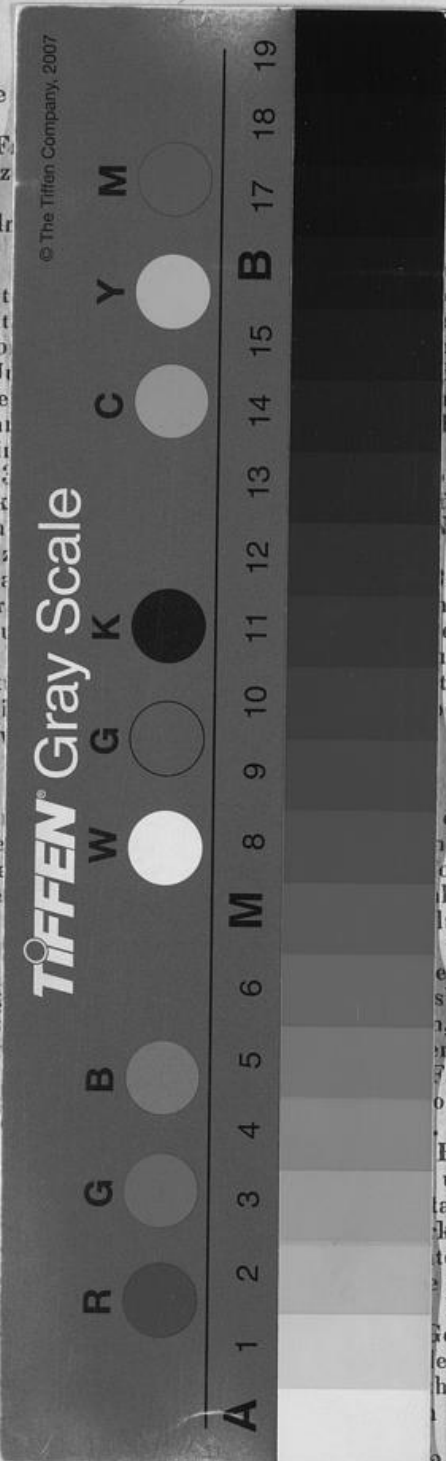 © The Tiffen Company, 2007
TIFFEN® Gray Scale
R G B W G K C Y M
A 1 2 3 4 5 6 M 8 9 10 11 12 13 14 15 B 17 18 19